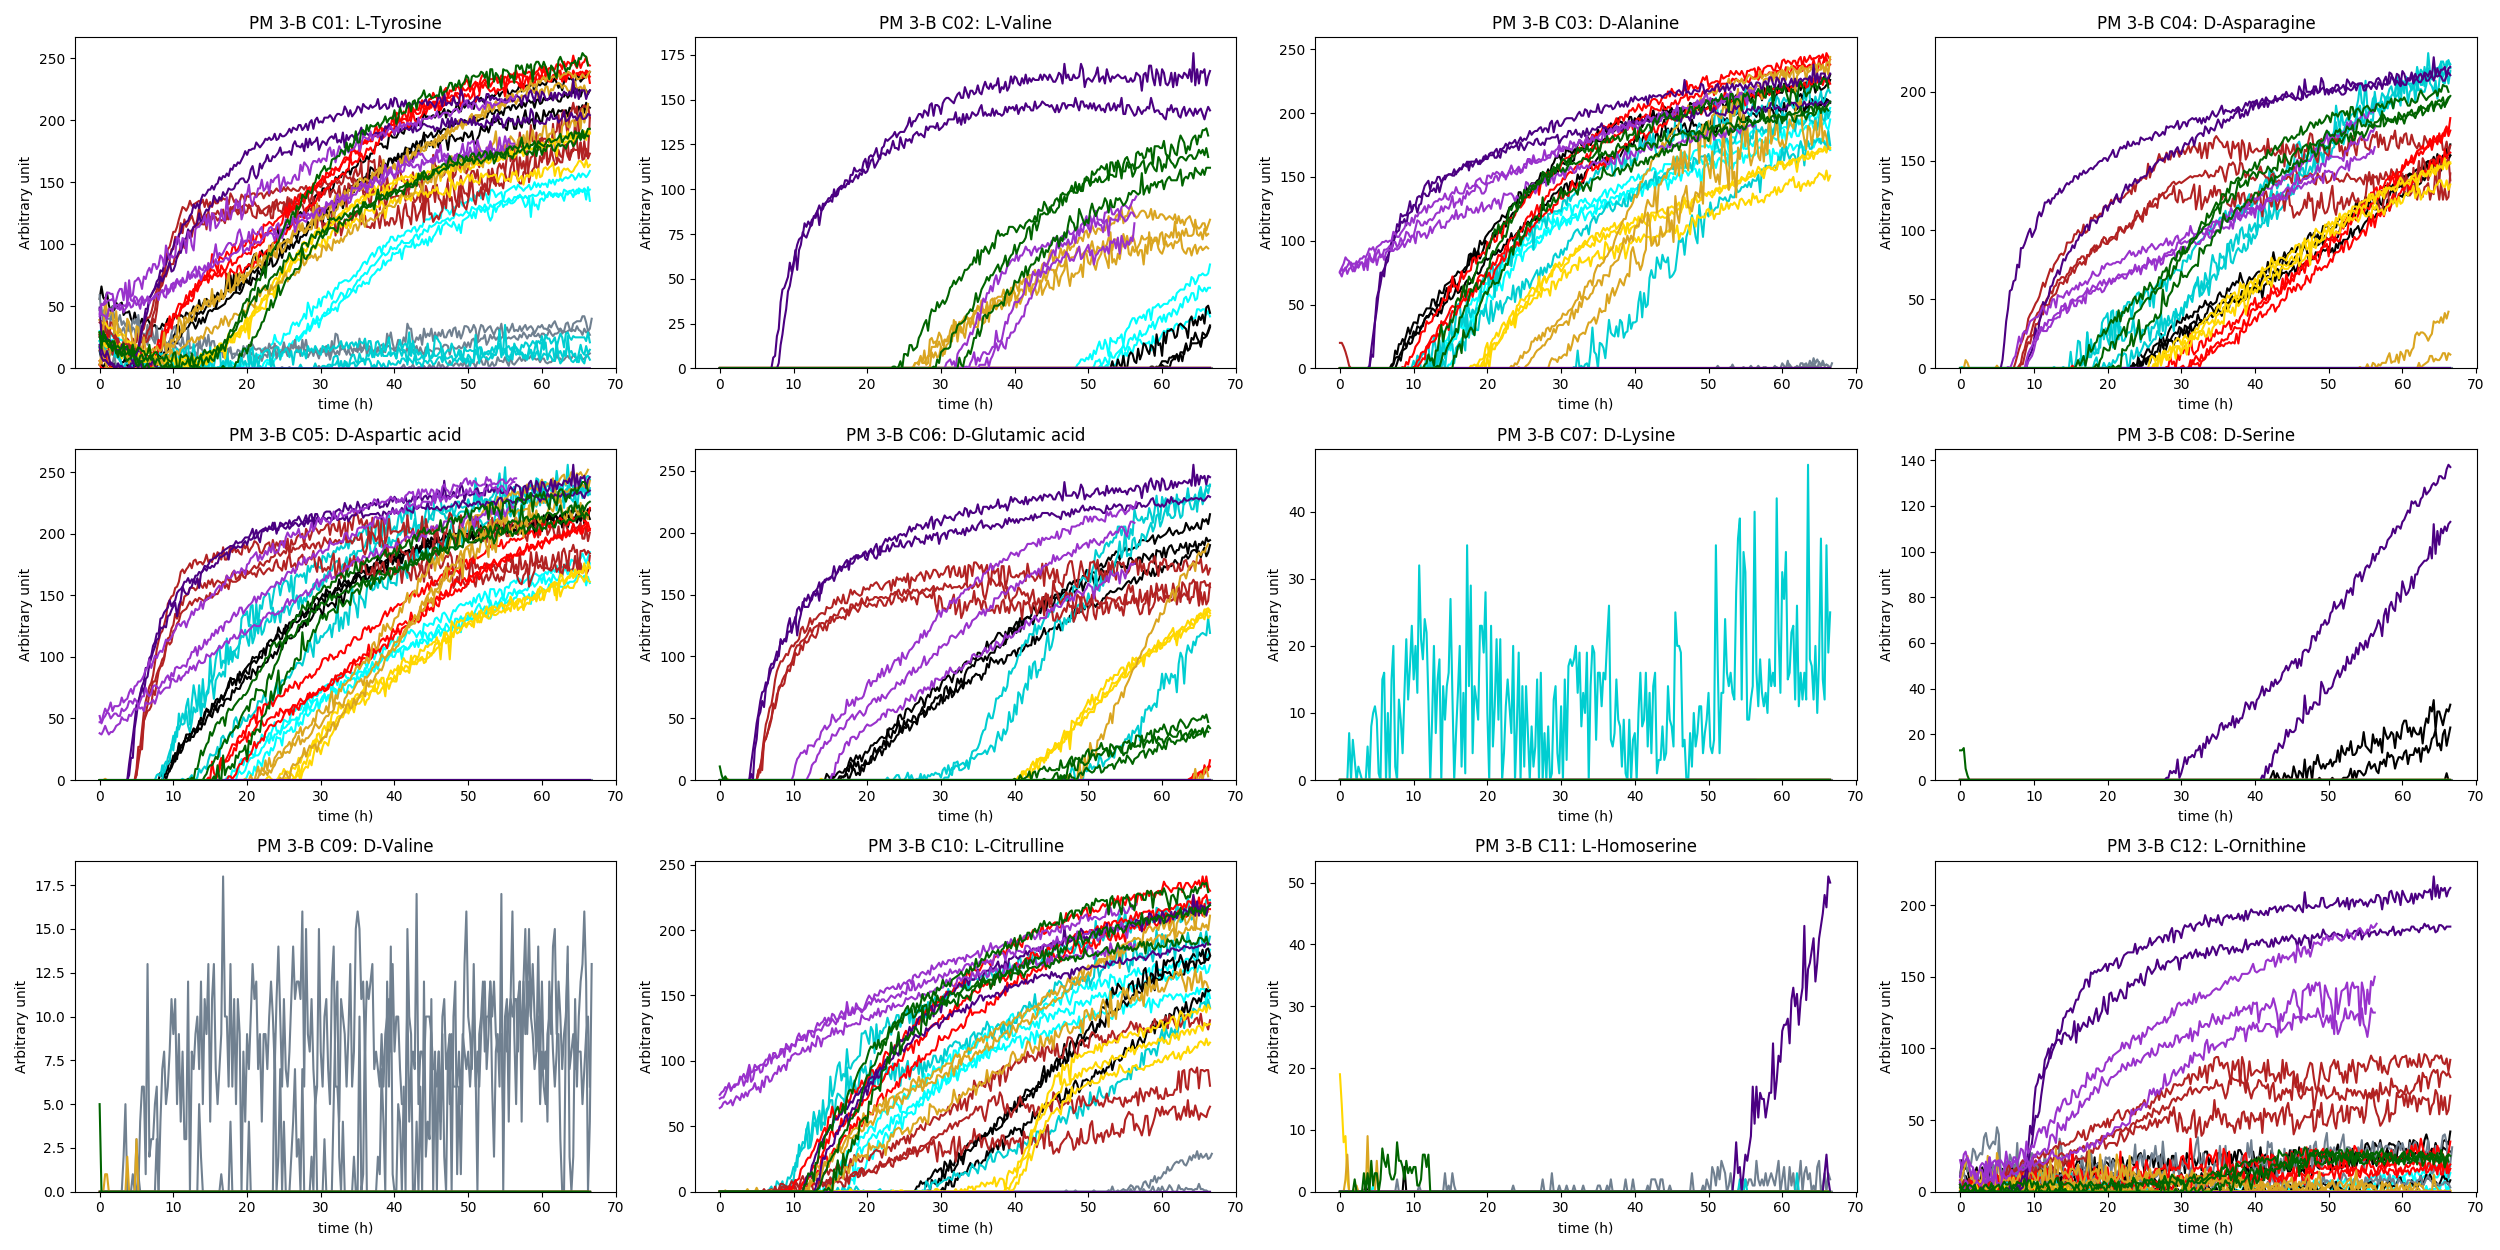 PM 3-B C01: L-Tyrosine
Arbitrary unit
0 50 100 150 200 250
0 10 20 30 40 50 60 70
time (h)
PM 3-B C02: L-Valine
Arbitrary unit
0 25 50 75 100 125 150 175
0 10 20 30 40 50 60 70
time (h)
PM 3-B C03: D-Alanine
Arbitrary unit
0 50 100 150 200 250
0 10 20 30 40 50 60 70
time (h)
PM 3-B C04: D-Asparagine
Arbitrary unit
0 50 100 150 200
0 10 20 30 40 50 60 70
time (h)
PM 3-B C05: D-Aspartic acid
Arbitrary unit
0 50 100 150 200 250
0 10 20 30 40 50 60 70
time (h)
PM 3-B C06: D-Glutamic acid
Arbitrary unit
0 50 100 150 200 250
0 10 20 30 40 50 60 70
time (h)
PM 3-B C07: D-Lysine
Arbitrary unit
0 10 20 30 40
0 10 20 30 40 50 60 70
time (h)
PM 3-B C08: D-Serine
Arbitrary unit
0 20 40 60 80 100 120 140
0 10 20 30 40 50 60 70
time (h)
PM 3-B C09: D-Valine
Arbitrary unit
0.0 2.5 5.0 7.5 10.0 12.5 15.0 17.5
0 10 20 30 40 50 60 70
time (h)
PM 3-B C10: L-Citrulline
Arbitrary unit
0 50 100 150 200 250
0 10 20 30 40 50 60 70
time (h)
PM 3-B C11: L-Homoserine
Arbitrary unit
0 10 20 30 40 50
0 10 20 30 40 50 60 70
time (h)
PM 3-B C12: L-Ornithine
Arbitrary unit
0 50 100 150 200
0 10 20 30 40 50 60 70
time (h)